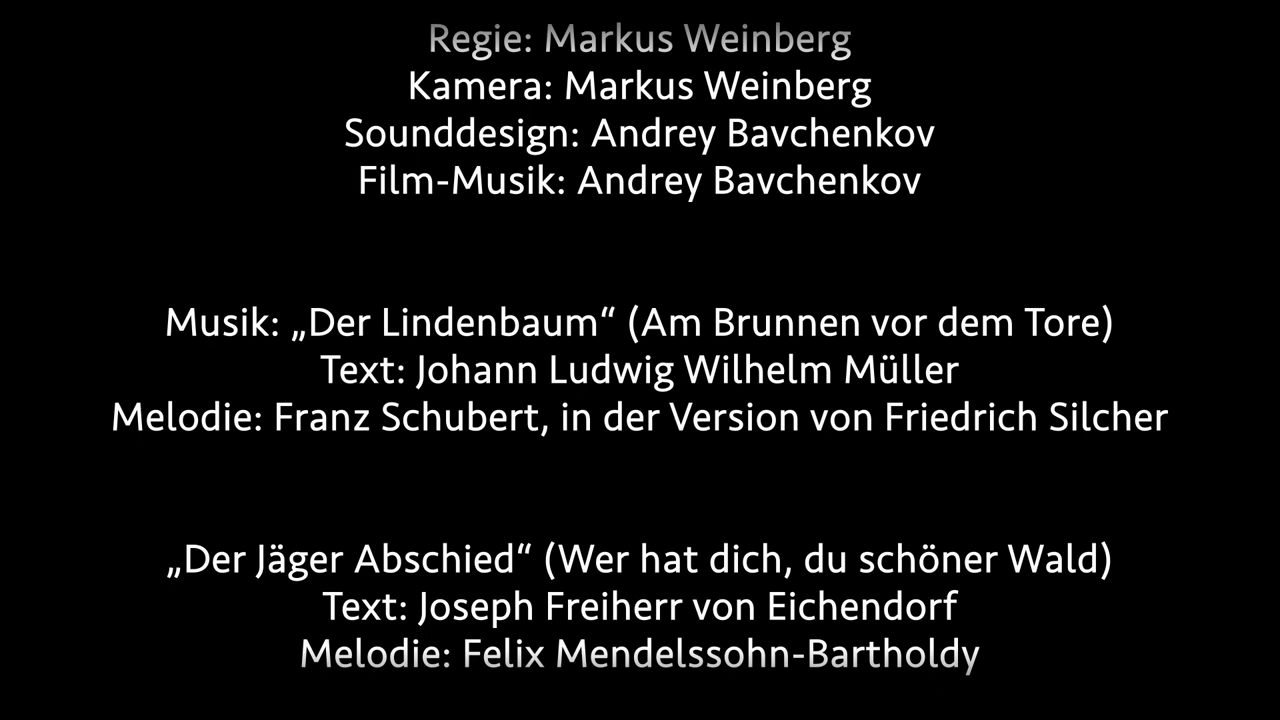 Regie: Markus Weinberg
Kamera: Markus Weinberg
Sounddesign: Andrey Bavchenkov
Film-Musik: Andrey Bavchenkov
Musik: „Der Lindenbaum“ (Am Brunnen vor dem Tore)
Text: Johann Ludwig Wilhelm Müller
Melodie: Franz Schubert, in der Version von Friedrich Silcher
„Der Jäger Abschied“ (Wer hat dich, du schöner Wald)
Text: Joseph Freiherr von Eichendorf
Melodie: Felix Mendelssohn-Bartholdy